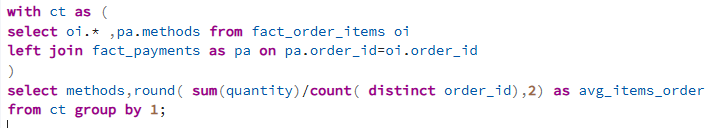 with ct as (
select oi.* ,pa.methods from fact_order_items oi
left join fact_payments as pa on pa.order_id=oi.order_id
)
select methods,round( sum(quantity)/count( distinct order_id),2) as avg_items_order
from ct group by 1;